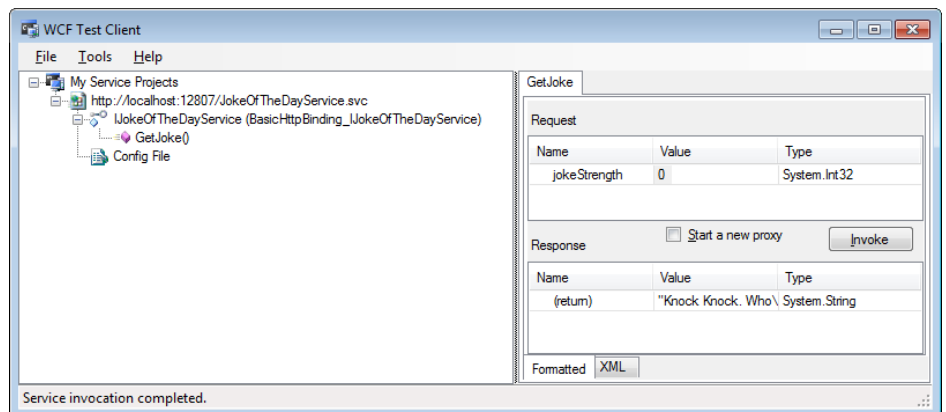 WCF Test Client
File Tools Help
My Service Projects
http://localhost:12807/JokeOfTheDayService.svc
IJokeOfTheDayService (BasicHttpBinding_IJokeOfTheDayService)
GetJoke()
Config File
GetJoke
Request
Name Value Type
jokeStrength 0 System.Int32
Start a new proxy
Invoke
Response
Name Value Type
(return) "Knock Knock. Who\ System.String
Formatted XML
Service invocation completed.